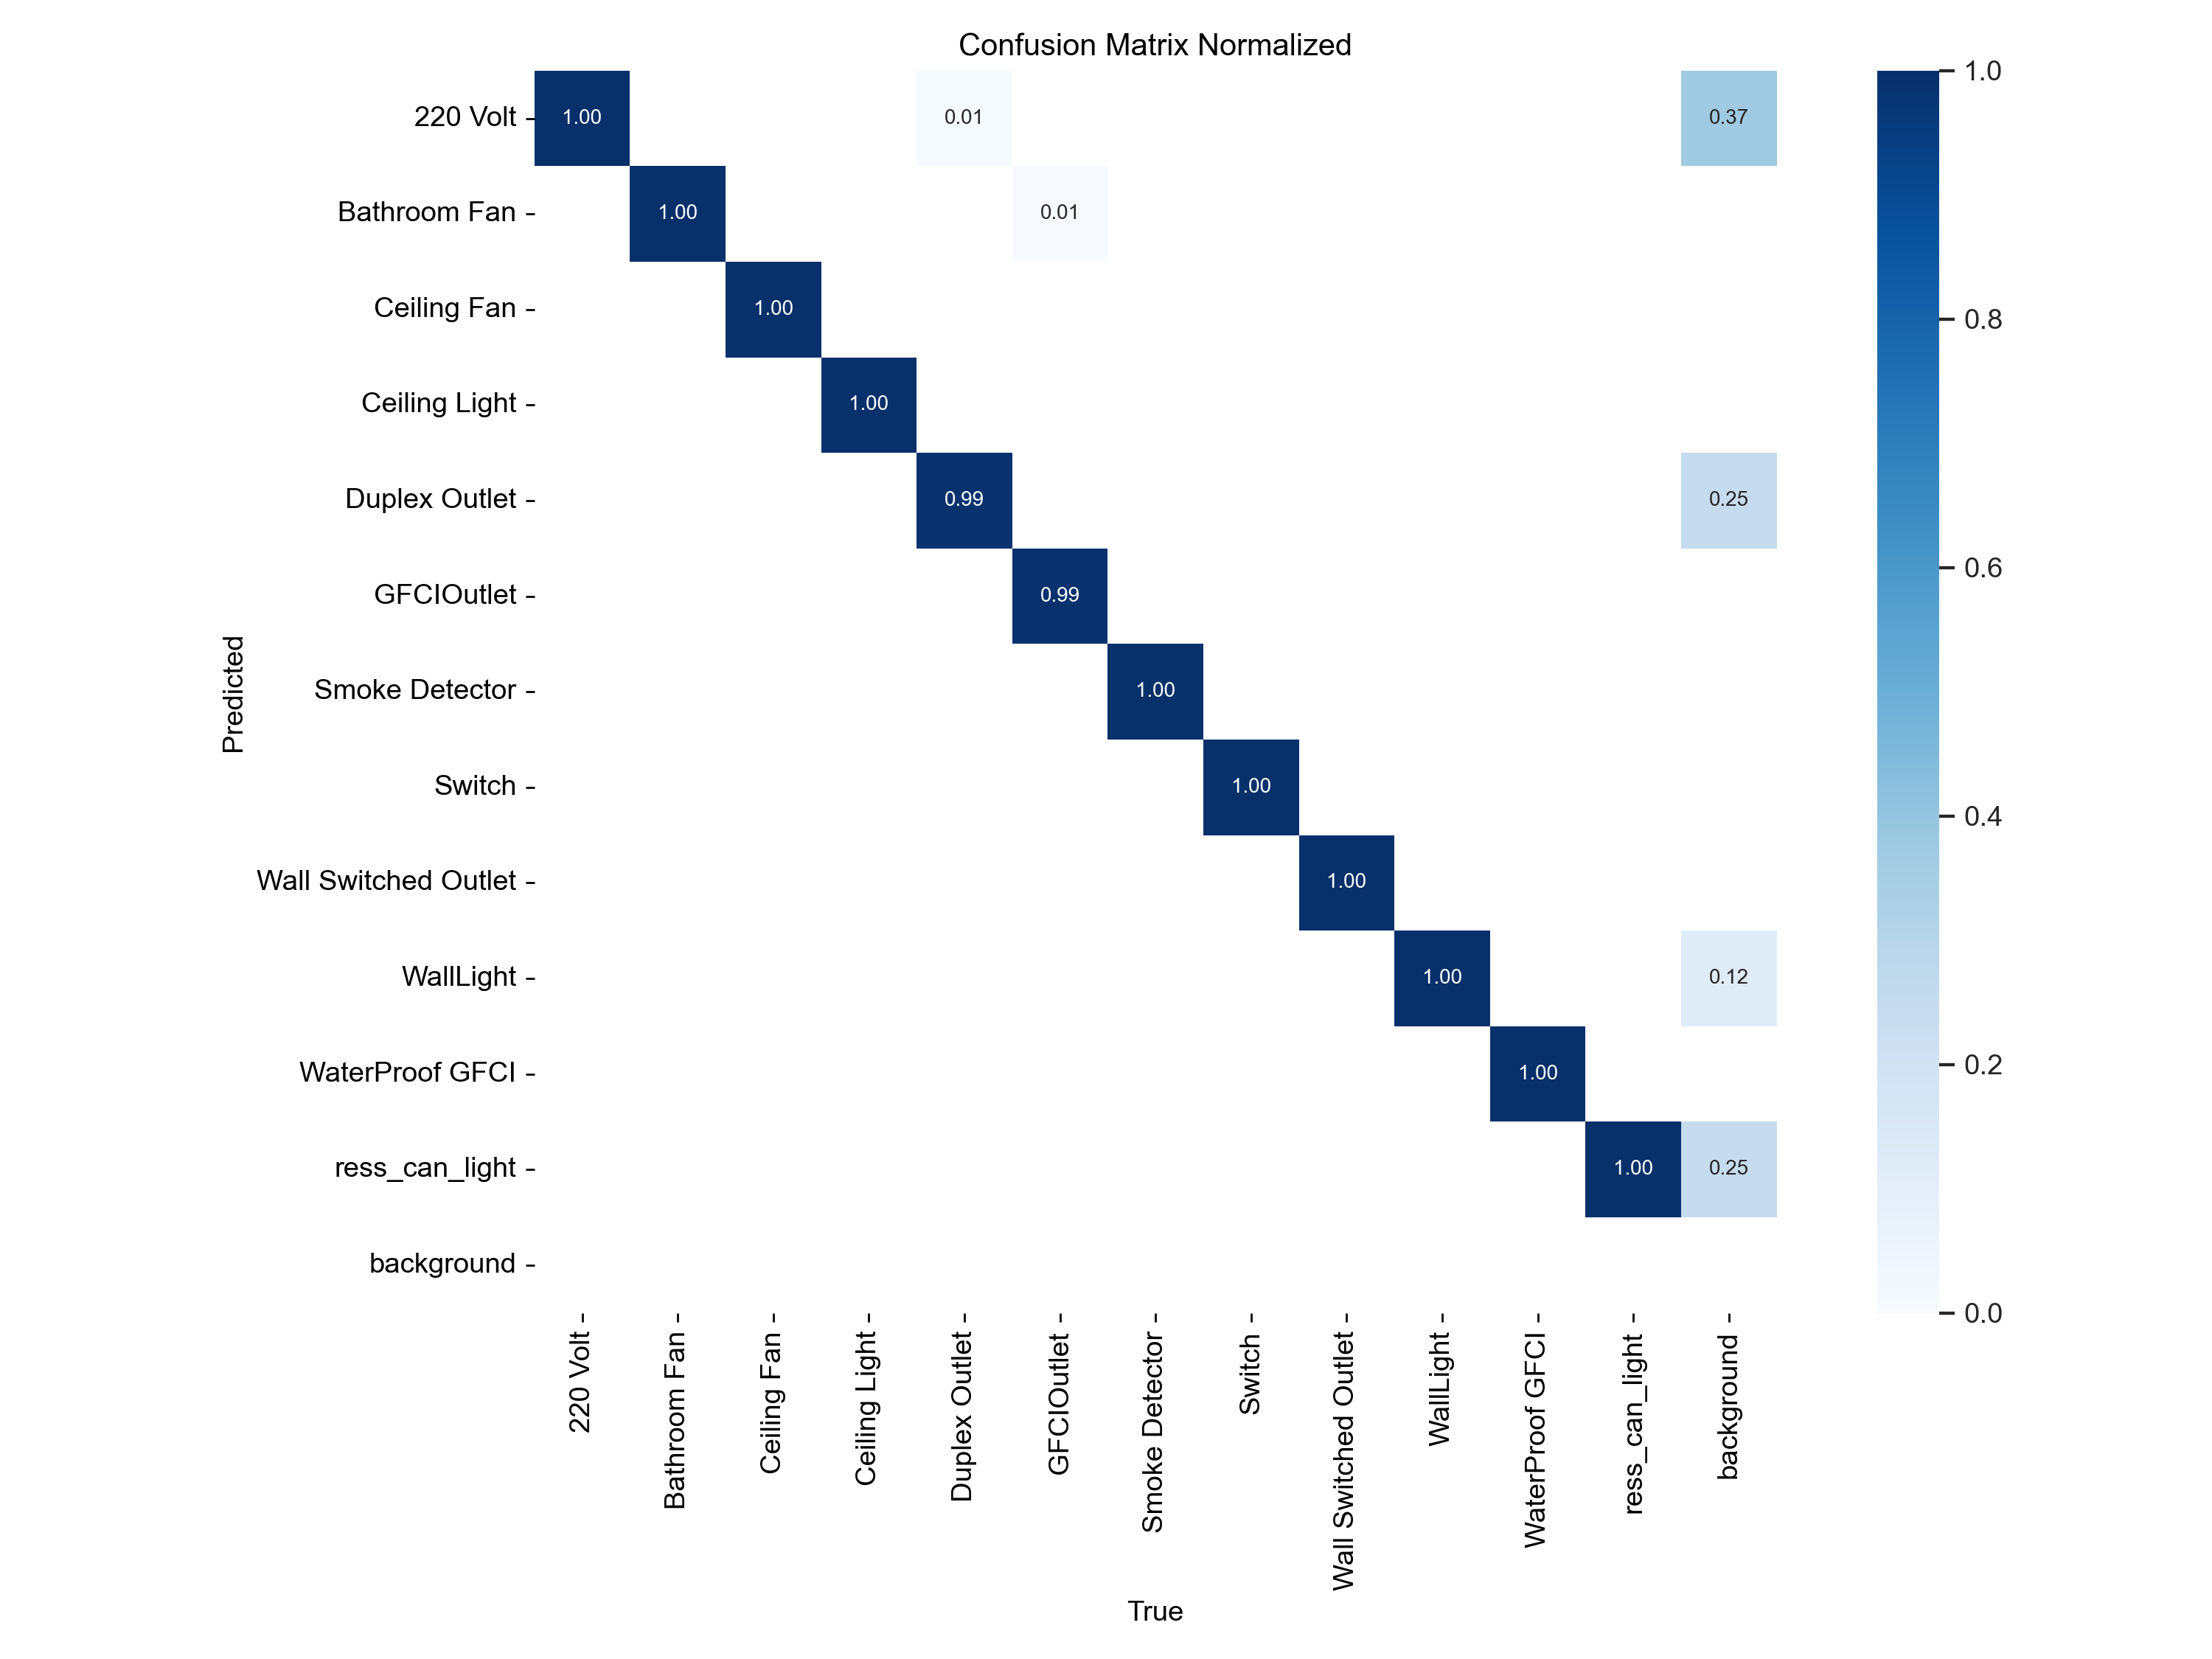 Confusion Matrix Normalized
220 Volt
1.00
0.01
0.37
Bathroom Fan
1.00
0.01
Ceiling Fan
1.00
Ceiling Light
1.00
Duplex Outlet
0.99
0.25
GFCIOutlet
0.99
Smoke Detector
1.00
Switch
1.00
Wall Switched Outlet
1.00
WallLight
1.00
0.12
WaterProof GFCI
1.00
ress_can_light
1.00
0.25
background
Predicted
220 Volt
Bathroom Fan
Ceiling Fan
Ceiling Light
Duplex Outlet
GFCIOutlet
Smoke Detector
Switch
Wall Switched Outlet
WallLight
WaterProof GFCI
ress_can_light
background
True
1.0
0.8
0.6
0.4
0.2
0.0